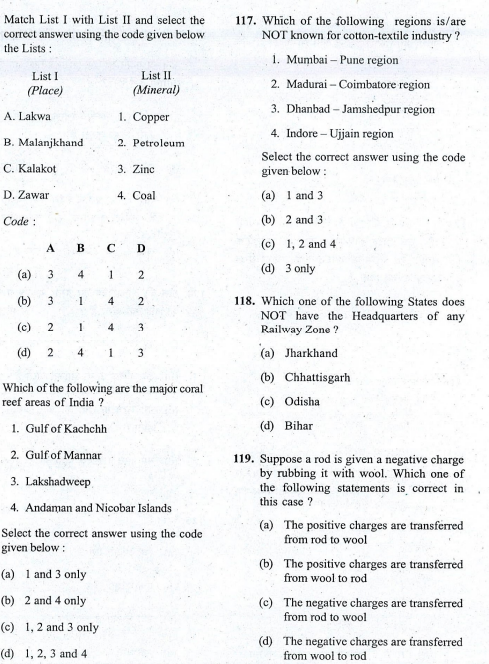 Match List I with List II and select the
correct answer using the code given below
the Lists :
List I List II
(Place) (Mineral)
A. Lakwa 1. Copper
B. Malanjkhand 2. Petroleum
C. Kalakot 3. Zinc
D. Zawar 4. Coal
Code :
A B C D
(a) 3 4 1 2
(b) 3 1 4 2
(c) 2 1 4 3
(d) 2 4 1 3
Which of the following are the major coral
reef areas of India ?
1. Gulf of Kachchh
2. Gulf of Mannar
3. Lakshadweep
4. Andaman and Nicobar Islands
Select the correct answer using the code
given below :
(a) 1 and 3 only
(b) 2 and 4 only
(c) 1, 2 and 3 only
(d) 1, 2, 3 and 4
117. Which of the following regions is/are
NOT known for cotton-textile industry ?
1. Mumbai – Pune region
2. Madurai – Coimbatore region
3. Dhanbad – Jamshedpur region
4. Indore – Ujjain region
Select the correct answer using the code
given below :
(a) 1 and 3
(b) 2 and 3
(c) 1, 2 and 4
(d) 3 only
118. Which one of the following States does
NOT have the Headquarters of any
Railway Zone ?
(a) Jharkhand
(b) Chhattisgarh
(c) Odisha
(d) Bihar
119. Suppose a rod is given a negative charge
by rubbing it with wool. Which one of
the following statements is correct in
this case ?
(a) The positive charges are transferred
from rod to wool
(b) The positive charges are transferred
from wool to rod
(c) The negative charges are transferred
from rod to wool
(d) The negative charges are transferred
from wool to rod